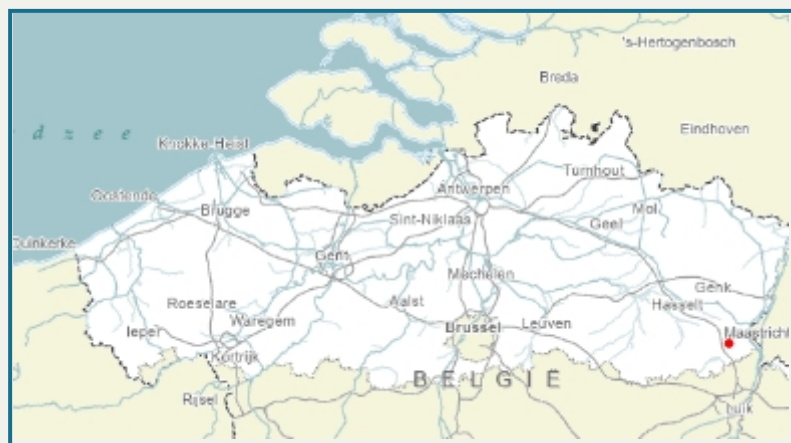 's-Hertogenbosch
Breda
d z e e
Eindhoven
Knokke-Heist
Turnhout
Oostende
Antwerpen
Brugge
Mol
Sint-Niklaas
Geel
Duinkerke
Gent
Mechelen
Genk
Roeselare
Aalst
Hasselt
Ieper
Waregem
Brussel
Leuven
Maastricht
Kortrijk
BELGIË
Rijsel
Luik